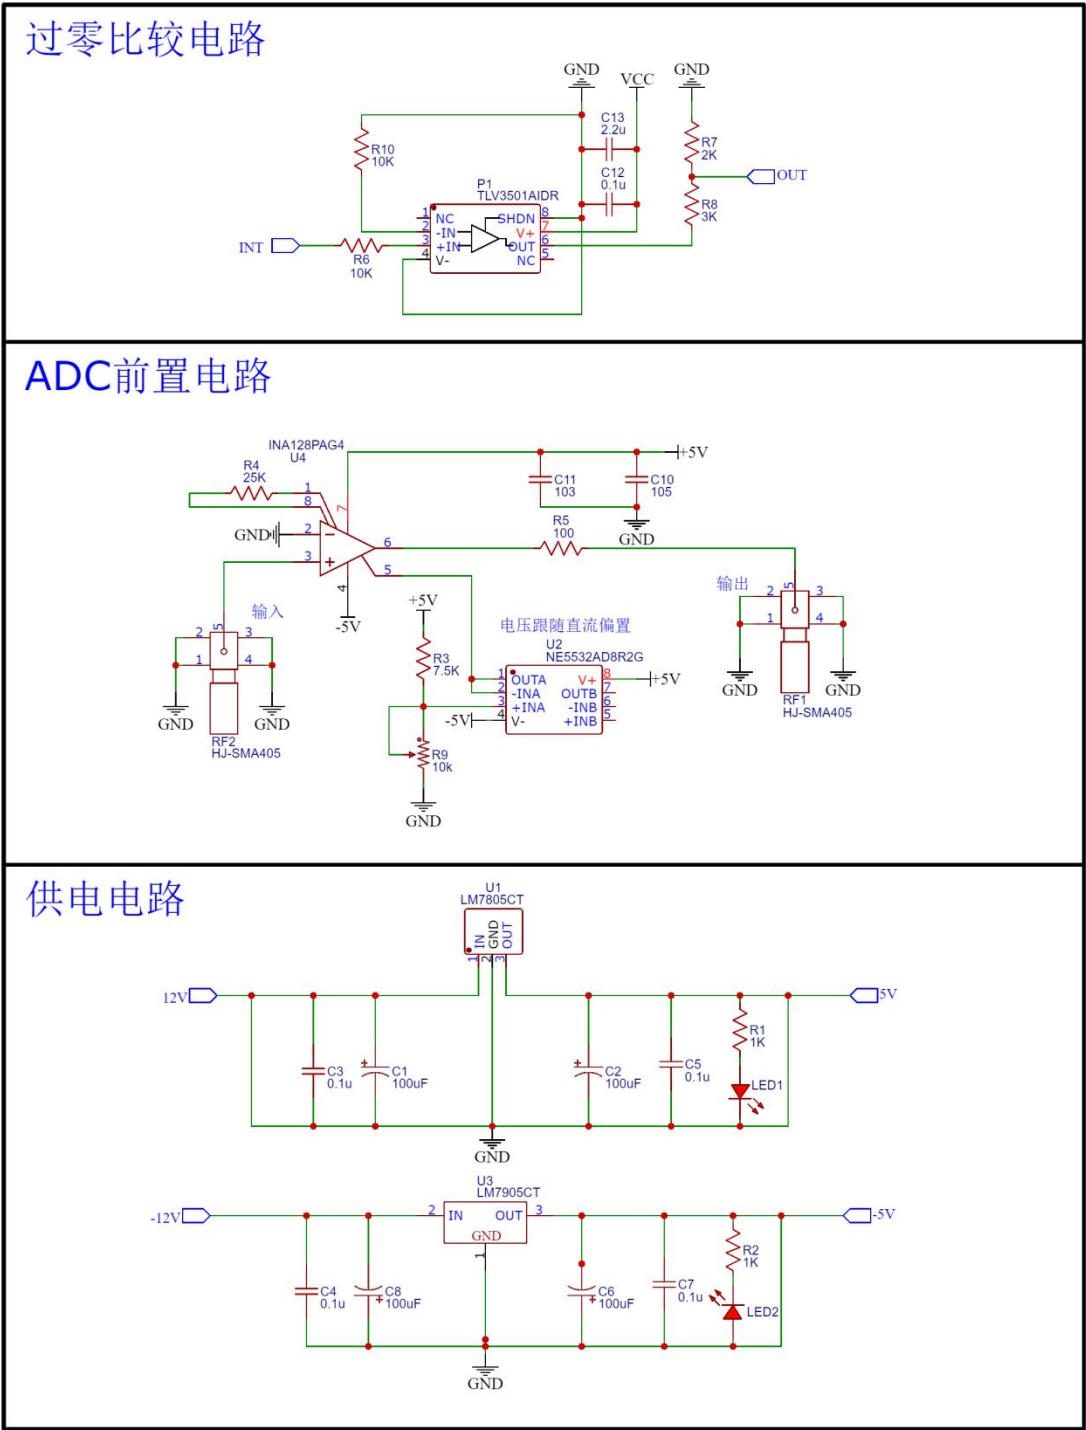 过零比较电路
GND
VCC
GND
C13
2.2u
R10
10K
R7
2K
C12
0.1u
OUT
P1
TLV3501AIDR
R8
3K
1 NC SHDN 8
2 -IN V+ 7
3 +IN OUT 6
4 V- NC 5
INT
R6
10K
ADC前置电路
INA128PAG4
U4
+5V
R4
25K
C11
103
C10
105
1
8
7
GND
2
3
6
5
4
-5V
R5
100
GND
输入
2 5 3
1 4
GND GND
RF2
HJ-SMA405
+5V
R3
7.5K
电压跟随直流偏置
U2
NE5532AD8R2G
1 OUTA V+ 8
2 -INA OUTB 7
3 +INA -INB 6
4 V- +INB 5
+5V
-5V
R9
10k
GND
输出
2 5 3
1 4
GND GND
RF1
HJ-SMA405
供电电路
U1
LM7805CT
IN GND OUT
1 2 3
12V
5V
R1
1K
C3
0.1u
C1
100uF
C2
100uF
C5
0.1u
LED1
GND
U3
LM7905CT
-12V
2 IN OUT 3
GND
1
-5V
R2
1K
C4
0.1u
C8
100uF
C6
100uF
C7
0.1u
LED2
GND